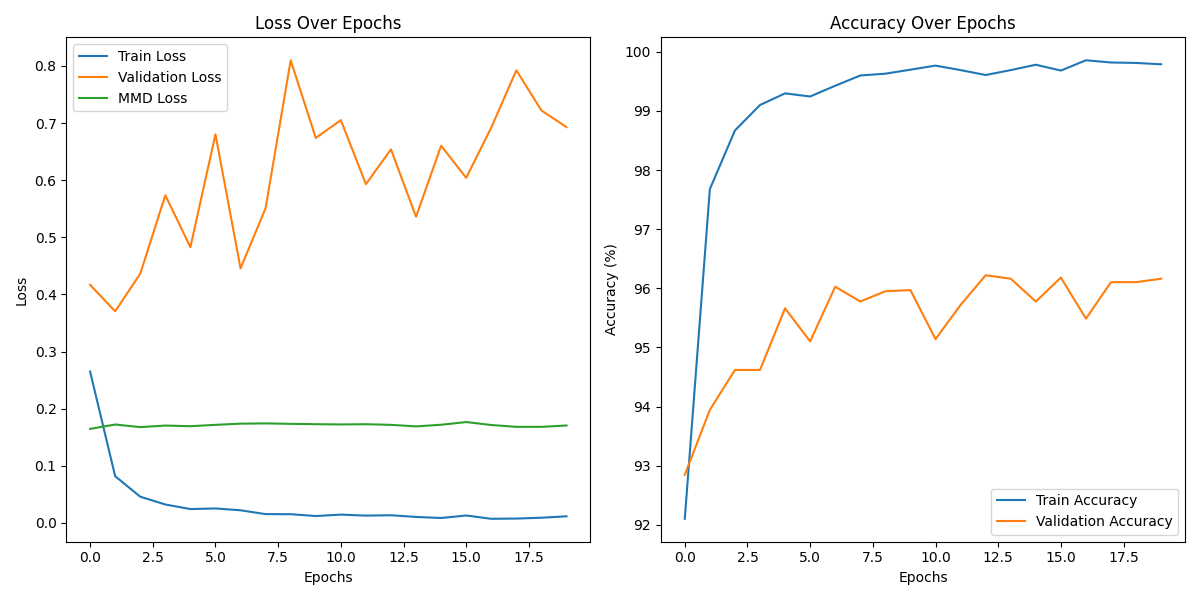 Loss Over Epochs
Train Loss
Validation Loss
MMD Loss
0.8
0.7
0.6
0.5
0.4
0.3
0.2
0.1
0.0
Loss
0.0 2.5 5.0 7.5 10.0 12.5 15.0 17.5
Epochs
Accuracy Over Epochs
100
99
98
97
96
95
94
93
92
Accuracy (%)
Train Accuracy
Validation Accuracy
0.0 2.5 5.0 7.5 10.0 12.5 15.0 17.5
Epochs